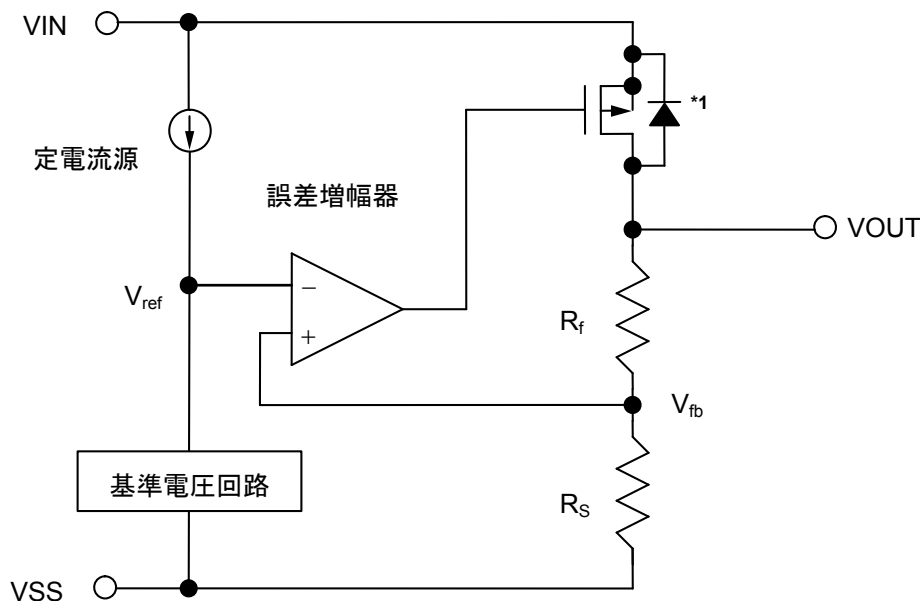 VIN
*1
定電流源
誤差増幅器
VOUT
Vref
−
+
Rf
Vfb
基準電圧回路
RS
VSS